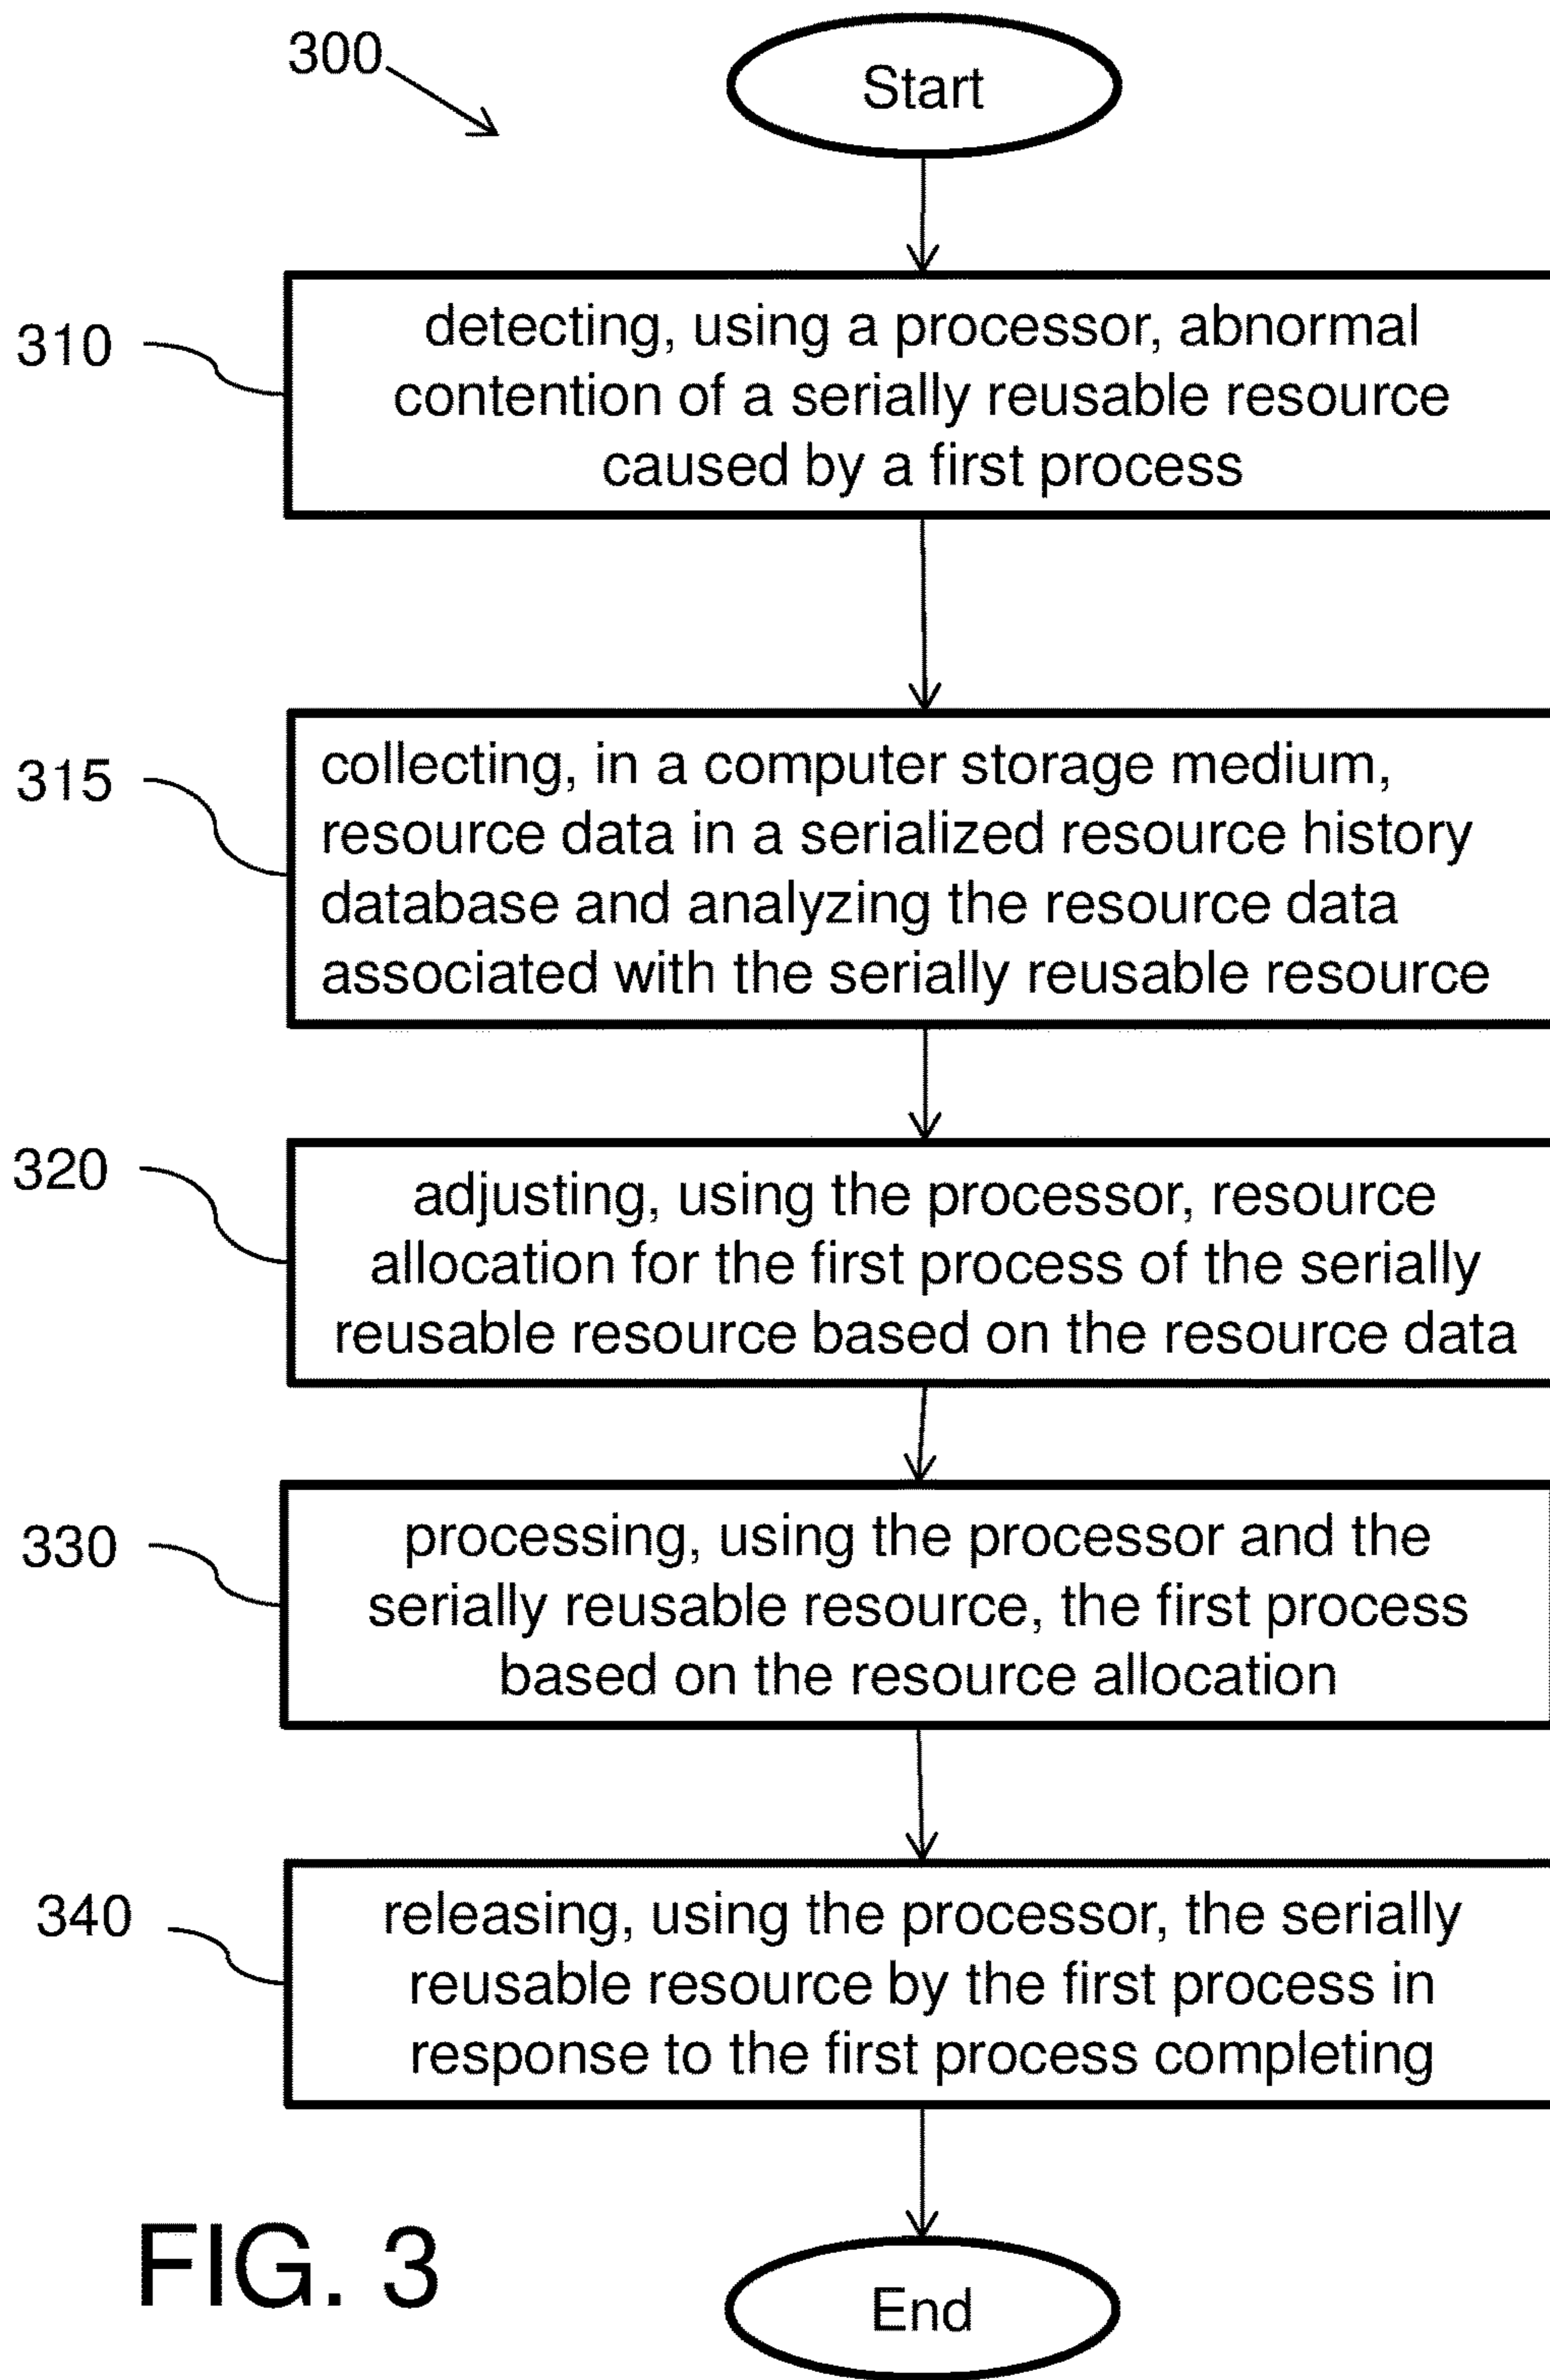 300
Start
310
detecting, using a processor, abnormal
contention of a serially reusable resource
caused by a first process
315
collecting, in a computer storage medium,
resource data in a serialized resource history
database and analyzing the resource data
associated with the serially reusable resource
320
adjusting, using the processor, resource
allocation for the first process of the serially
reusable resource based on the resource data
330
processing, using the processor and the
serially reusable resource, the first process
based on the resource allocation
340
releasing, using the processor, the serially
reusable resource by the first process in
response to the first process completing
FIG. 3
End